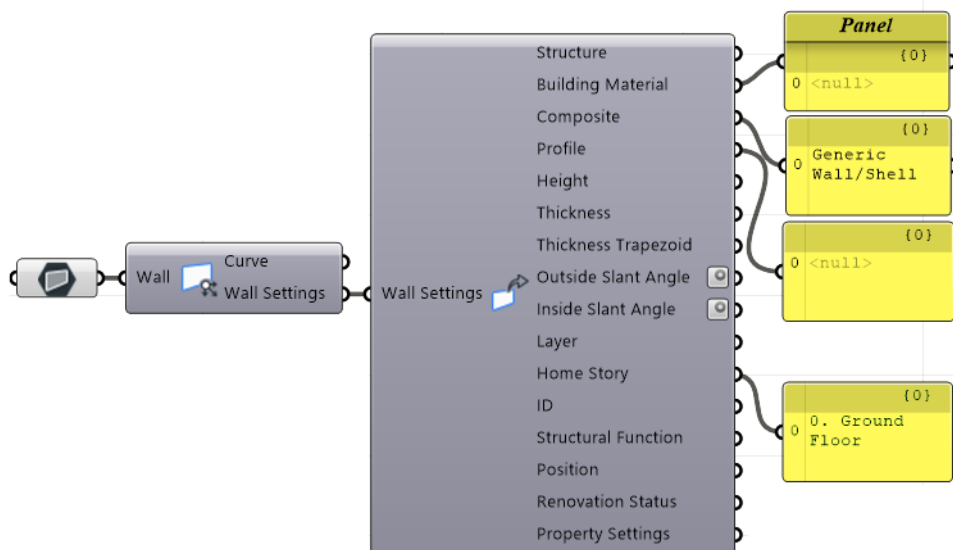 Panel
Structure
{0}
Building Material
0 <null>
Composite
{0}
Profile
0 Generic
Wall/Shell
Height
Thickness
{0}
Thickness Trapezoid
0 <null>
Curve
Wall
Wall Settings
Wall Settings
Outside Slant Angle
Inside Slant Angle
Layer
Home Story
{0}
ID
0 0. Ground
Floor
Structural Function
Position
Renovation Status
Property Settings